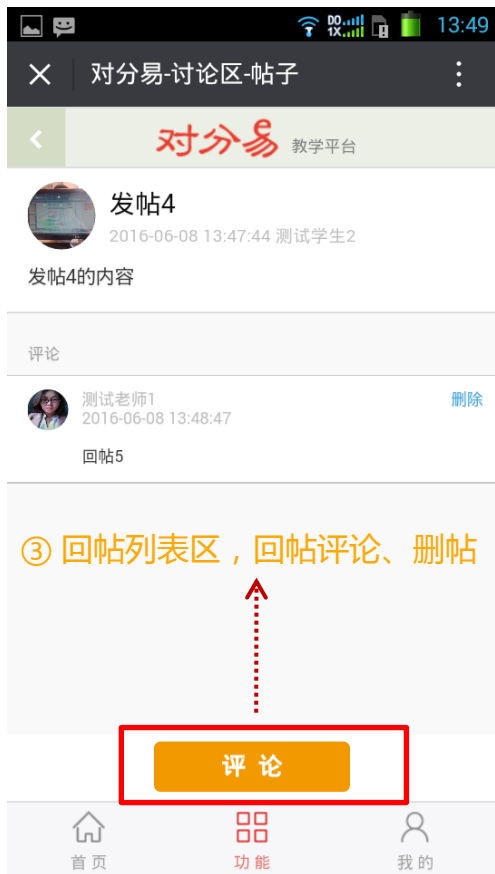 DO
1X
13:49
对分易-讨论区-帖子
对分易 教学平台
发帖4
2016-06-08 13:47:44 测试学生2
发帖4的内容
评论
测试老师1 删除
2016-06-08 13:48:47
回帖5
③ 回帖列表区，回帖评论、删帖
评 论
首页 功能 我的